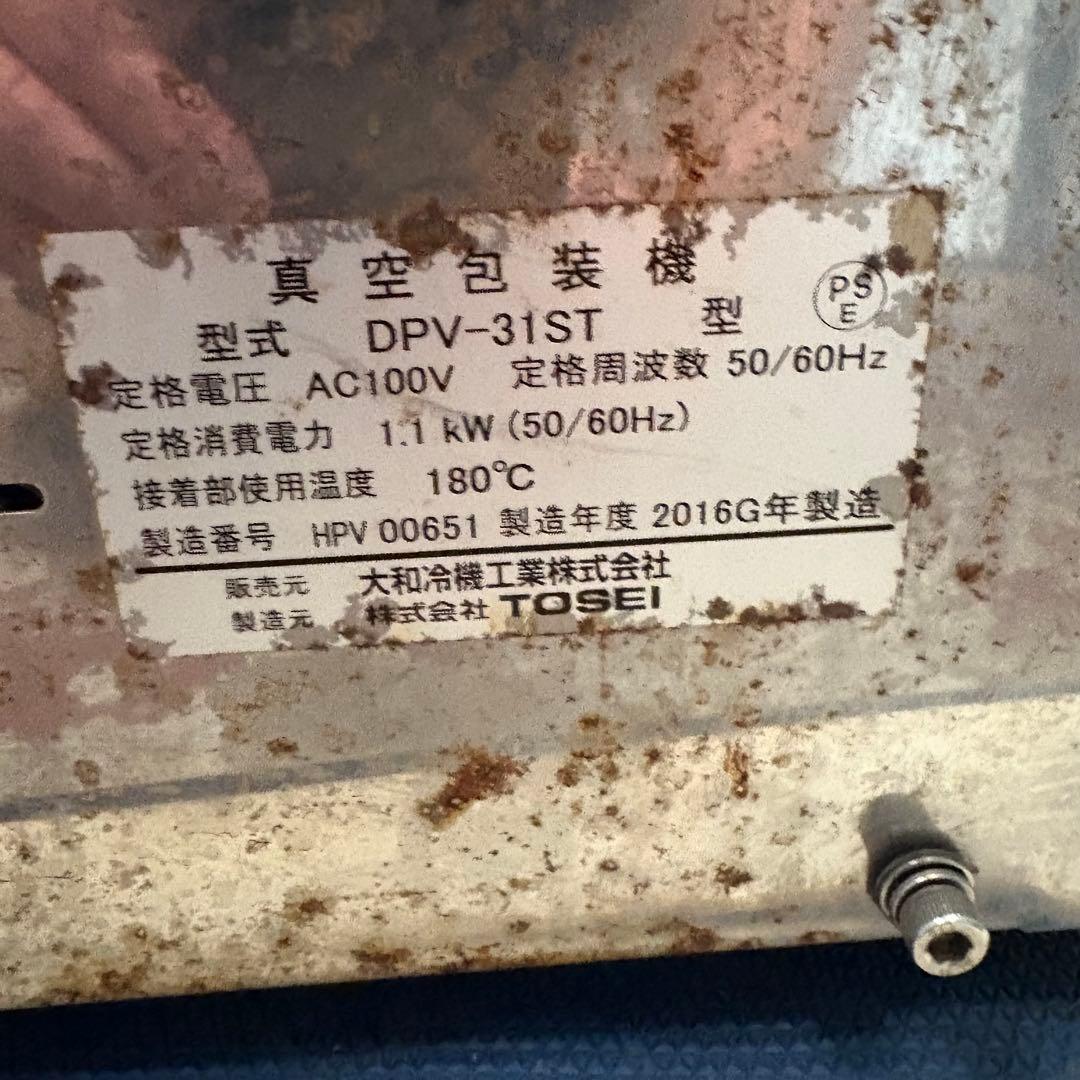 真空包装機
型式 DPV-31ST 型 PSE
定格電圧 AC100V 定格周波数 50/60Hz
定格消費電力 1.1 kW (50/60Hz)
接着部使用温度 180℃
製造番号 HPV 00651 製造年度 2016G年製造
販売元 大和冷機工業株式会社
製造元 株式会社 TOSEI